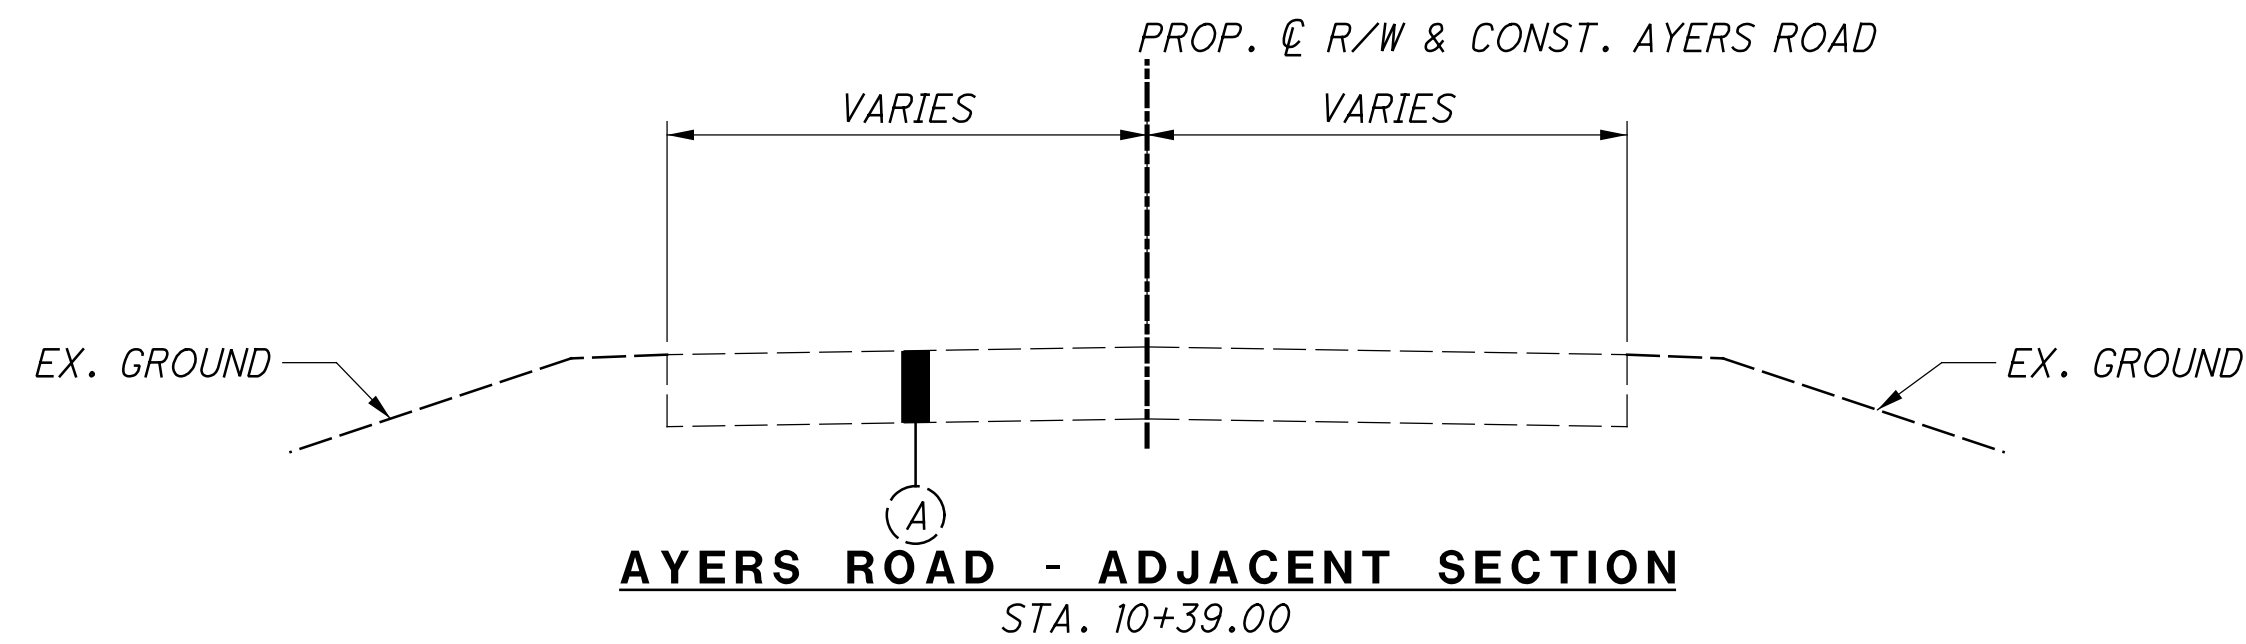 PROP. ℄ R/W & CONST. AYERS ROAD
VARIES VARIES
EX. GROUND EX. GROUND
A
AYERS ROAD - ADJACENT SECTION
STA. 10+39.00